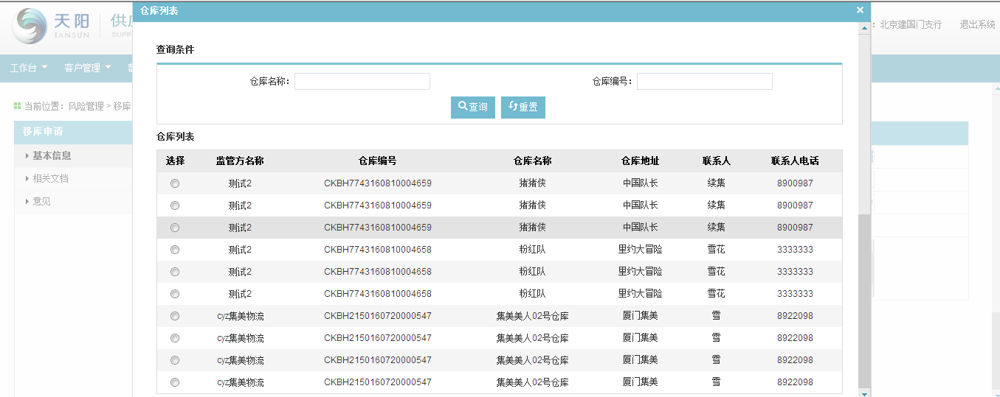 仓库列表 ×
天阳 供应
TANSUN SUPP
北京建国门支行 退出系统
工作台 客户管理
当前位置：风险管理 > 移库
移库申请
基本信息
相关文档
意见
查询条件
仓库名称： 仓库编号：
查询 重置
仓库列表
选择 监管方名称 仓库编号 仓库名称 仓库地址 联系人 联系人电话
测试2 CKBH7743160810004659 猪猪侠 中国队长 续集 8900987
测试2 CKBH7743160810004659 猪猪侠 中国队长 续集 8900987
测试2 CKBH7743160810004659 猪猪侠 中国队长 续集 8900987
测试2 CKBH7743160810004658 粉红队 里约大冒险 雪花 3333333
测试2 CKBH7743160810004658 粉红队 里约大冒险 雪花 3333333
测试2 CKBH7743160810004658 粉红队 里约大冒险 雪花 3333333
cyz集美物流 CKBH2150160720000547 集美美人02号仓库 厦门集美 雪 8922098
cyz集美物流 CKBH2150160720000547 集美美人02号仓库 厦门集美 雪 8922098
cyz集美物流 CKBH2150160720000547 集美美人02号仓库 厦门集美 雪 8922098
cyz集美物流 CKBH2150160720000547 集美美人02号仓库 厦门集美 雪 8922098